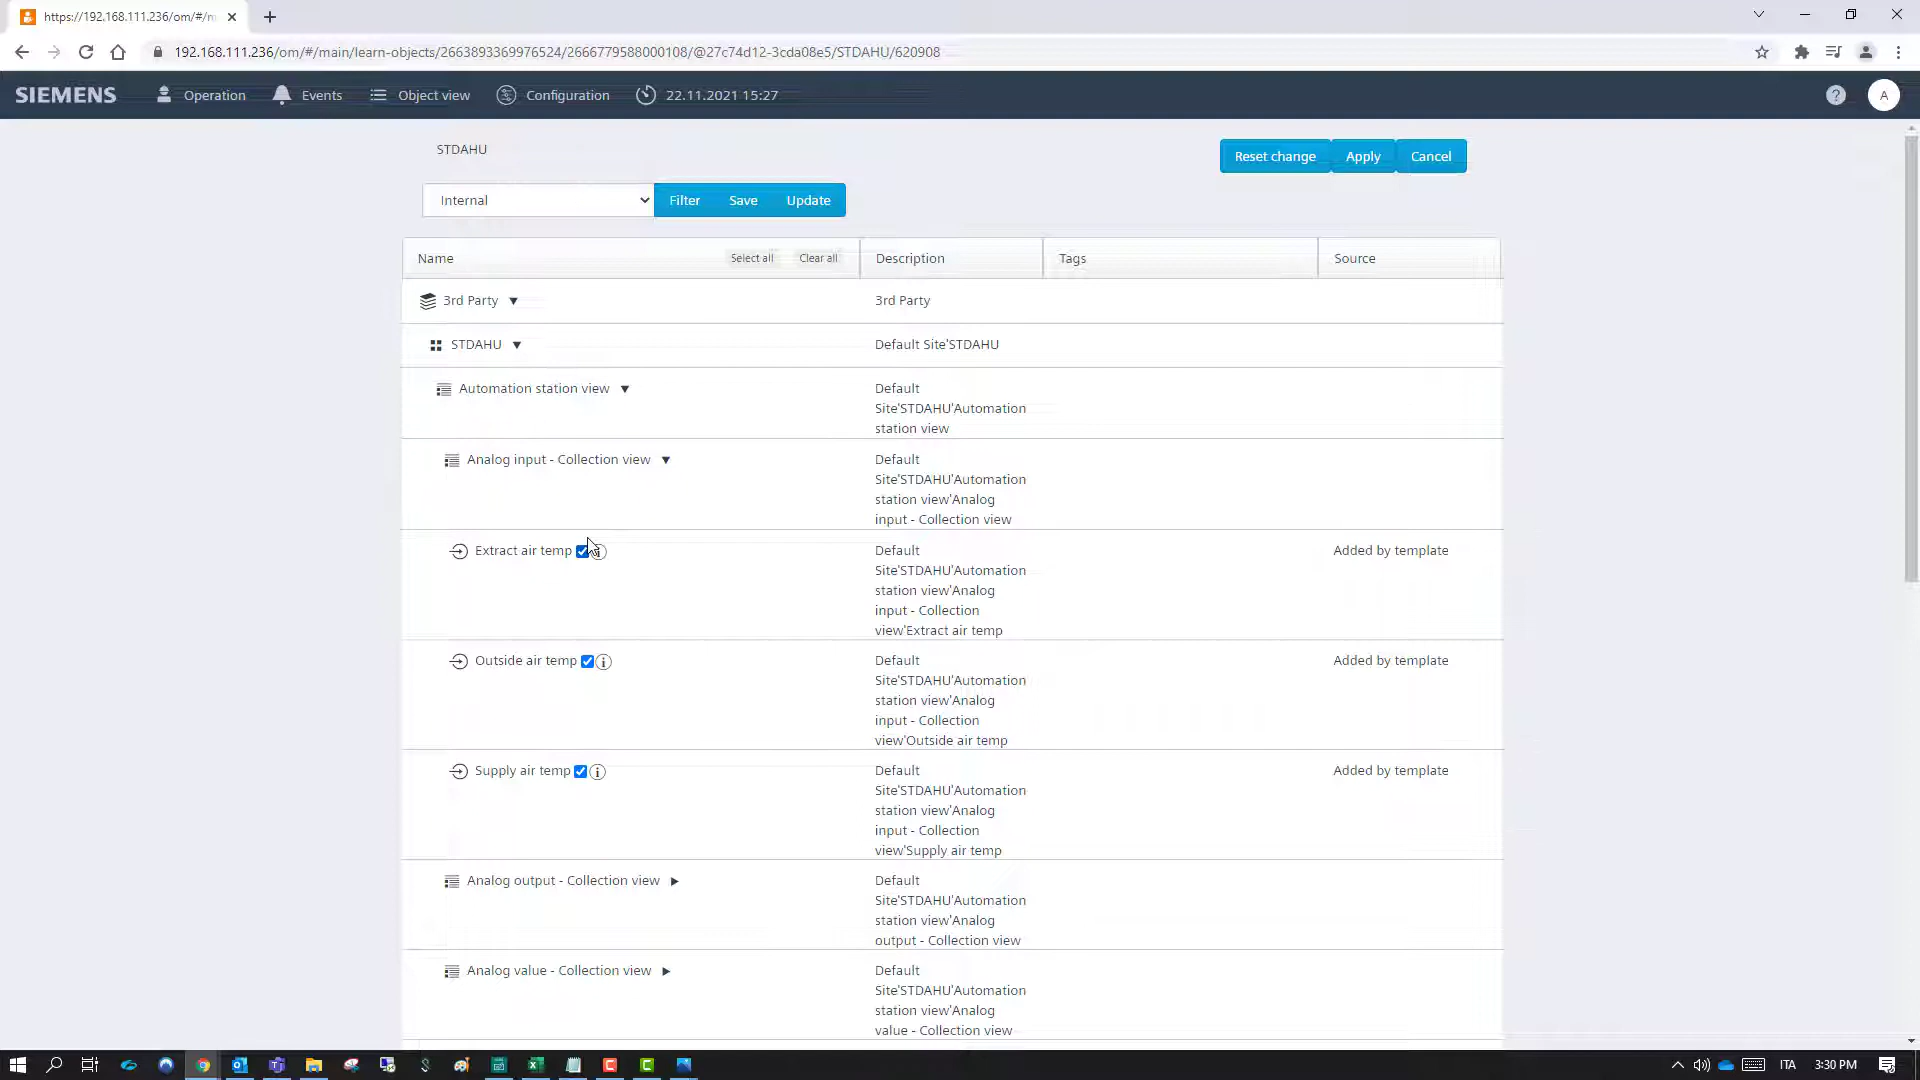 https://192.168.111.236/om/#/m
192.168.111.236/om/#/main/learn-objects/2663893369976524/2666779588000108/@27c74d12-3cda08e5/STDAHU/620908
SIEMENS Operation Events Object view Configuration 22.11.2021 15:27 ? A
STDAHU Reset change Apply Cancel
Internal Filter Save Update
Name Select all Clear all Description Tags Source
3rd Party 3rd Party
STDAHU Default Site'STDAHU
Automation station view Default
Site'STDAHU'Automation
station view
Analog input - Collection view Default
Site'STDAHU'Automation
station view'Analog
input - Collection view
Extract air temp Default Added by template
Site'STDAHU'Automation
station view'Analog
input - Collection
view'Extract air temp
Outside air temp Default Added by template
Site'STDAHU'Automation
station view'Analog
input - Collection
view'Outside air temp
Supply air temp Default Added by template
Site'STDAHU'Automation
station view'Analog
input - Collection
view'Supply air temp
Analog output - Collection view Default
Site'STDAHU'Automation
station view'Analog
output - Collection view
Analog value - Collection view Default
Site'STDAHU'Automation
station view'Analog
value - Collection view
ITA 3:30 PM